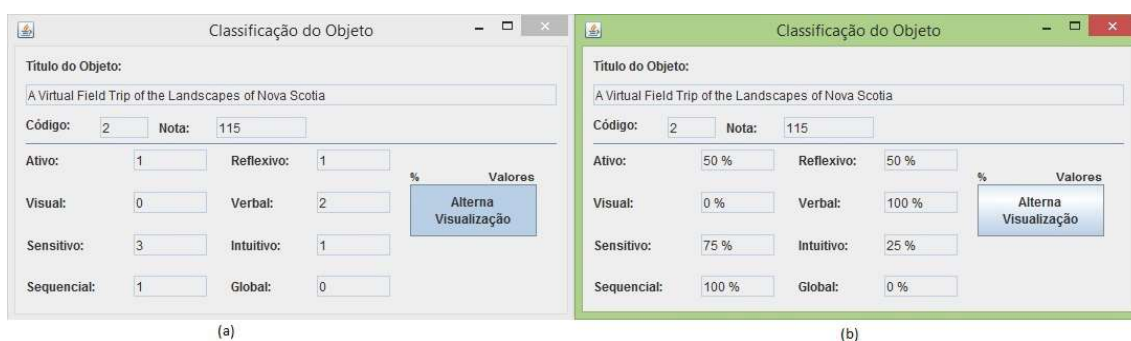 Classificação do Objeto
Título do Objeto:
A Virtual Field Trip of the Landscapes of Nova Scotia
Código: 2 Nota: 115
Ativo: 1 Reflexivo: 1
% Valores
Visual: 0 Verbal: 2
Alterna
Visualização
Sensitivo: 3 Intuitivo: 1
Sequencial: 1 Global: 0
(a)
Classificação do Objeto
Título do Objeto:
A Virtual Field Trip of the Landscapes of Nova Scotia
Código: 2 Nota: 115
Ativo: 50 % Reflexivo: 50 %
% Valores
Visual: 0 % Verbal: 100 %
Alterna
Visualização
Sensitivo: 75 % Intuitivo: 25 %
Sequencial: 100 % Global: 0 %
(b)